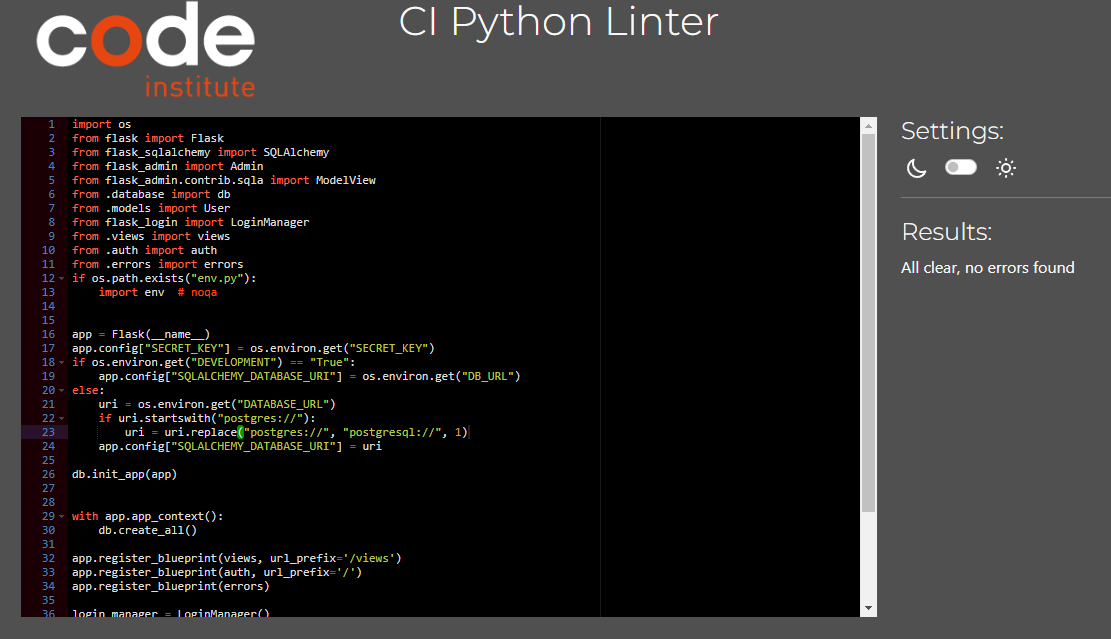 code
institute
CI Python Linter
1 import os
2 from flask import Flask
3 from flask_sqlalchemy import SQLAlchemy
4 from flask_admin import Admin
5 from flask_admin.contrib.sqla import ModelView
6 from .database import db
7 from .models import User
8 from flask_login import LoginManager
9 from .views import views
10 from .auth import auth
11 from .errors import errors
12 if os.path.exists("env.py"):
13     import env  # noqa
14
15
16 app = Flask(__name__)
17 app.config["SECRET_KEY"] = os.environ.get("SECRET_KEY")
18 if os.environ.get("DEVELOPMENT") == "True":
19     app.config["SQLALCHEMY_DATABASE_URI"] = os.environ.get("DB_URL")
20 else:
21     uri = os.environ.get("DATABASE_URL")
22     if uri.startswith("postgres://"):
23         uri = uri.replace("postgres://", "postgresql://", 1)
24     app.config["SQLALCHEMY_DATABASE_URI"] = uri
25
26 db.init_app(app)
27
28
29 with app.app_context():
30     db.create_all()
31
32 app.register_blueprint(views, url_prefix='/views')
33 app.register_blueprint(auth, url_prefix='/')
34 app.register_blueprint(errors)
35
36 login_manager = LoginManager()
Settings:
Results:
All clear, no errors found